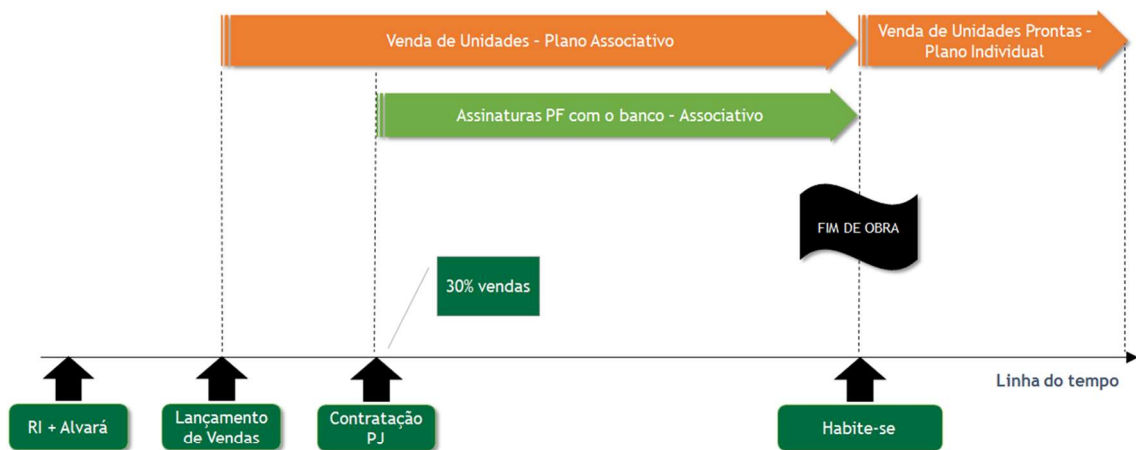 Venda de Unidades – Plano Associativo
Venda de Unidades Prontas –
Plano Individual
Assinaturas PF com o banco – Associativo
FIM DE OBRA
30% vendas
Linha do tempo
RI + Alvará
Lançamento
de Vendas
Contratação
PJ
Habite-se